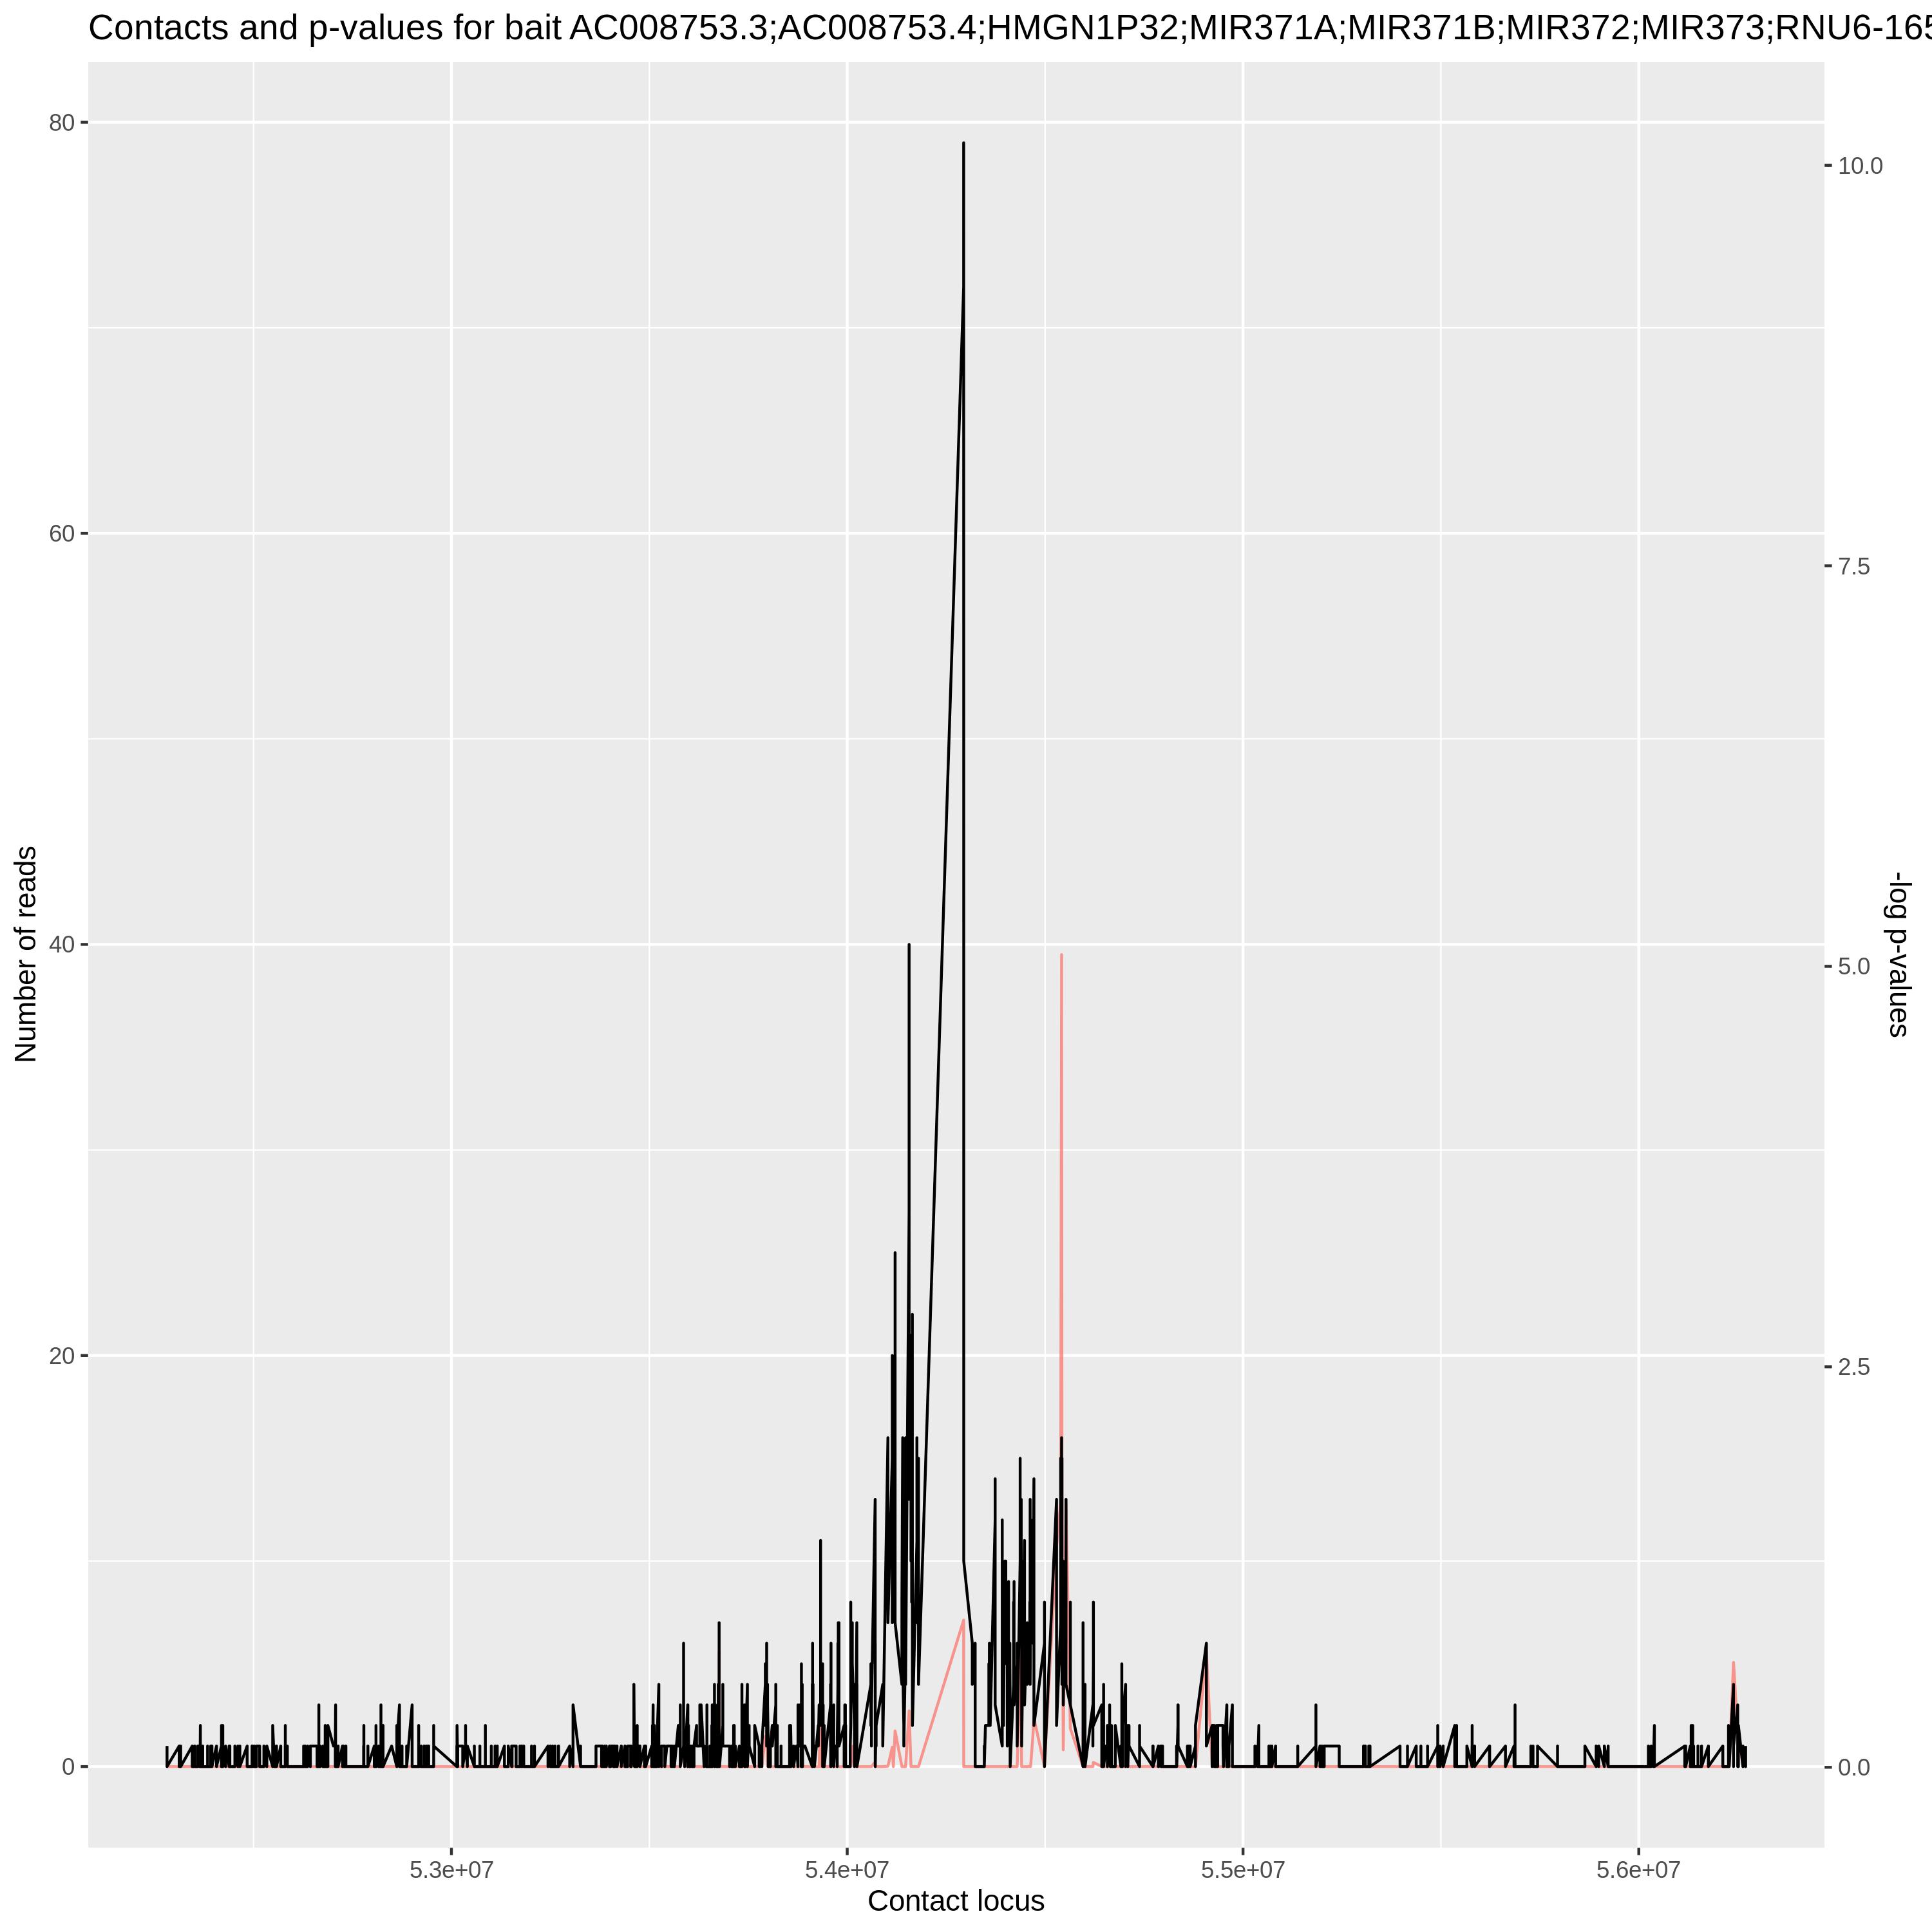 Contacts and p-values for bait AC008753.3;AC008753.4;HMGN1P32;MIR371A;MIR371B;MIR372;MIR373;RNU6-165
80
60
40
20
0
Number of reads
10.0
7.5
5.0
2.5
0.0
-log p-values
5.3e+07
5.4e+07
5.5e+07
5.6e+07
Contact locus